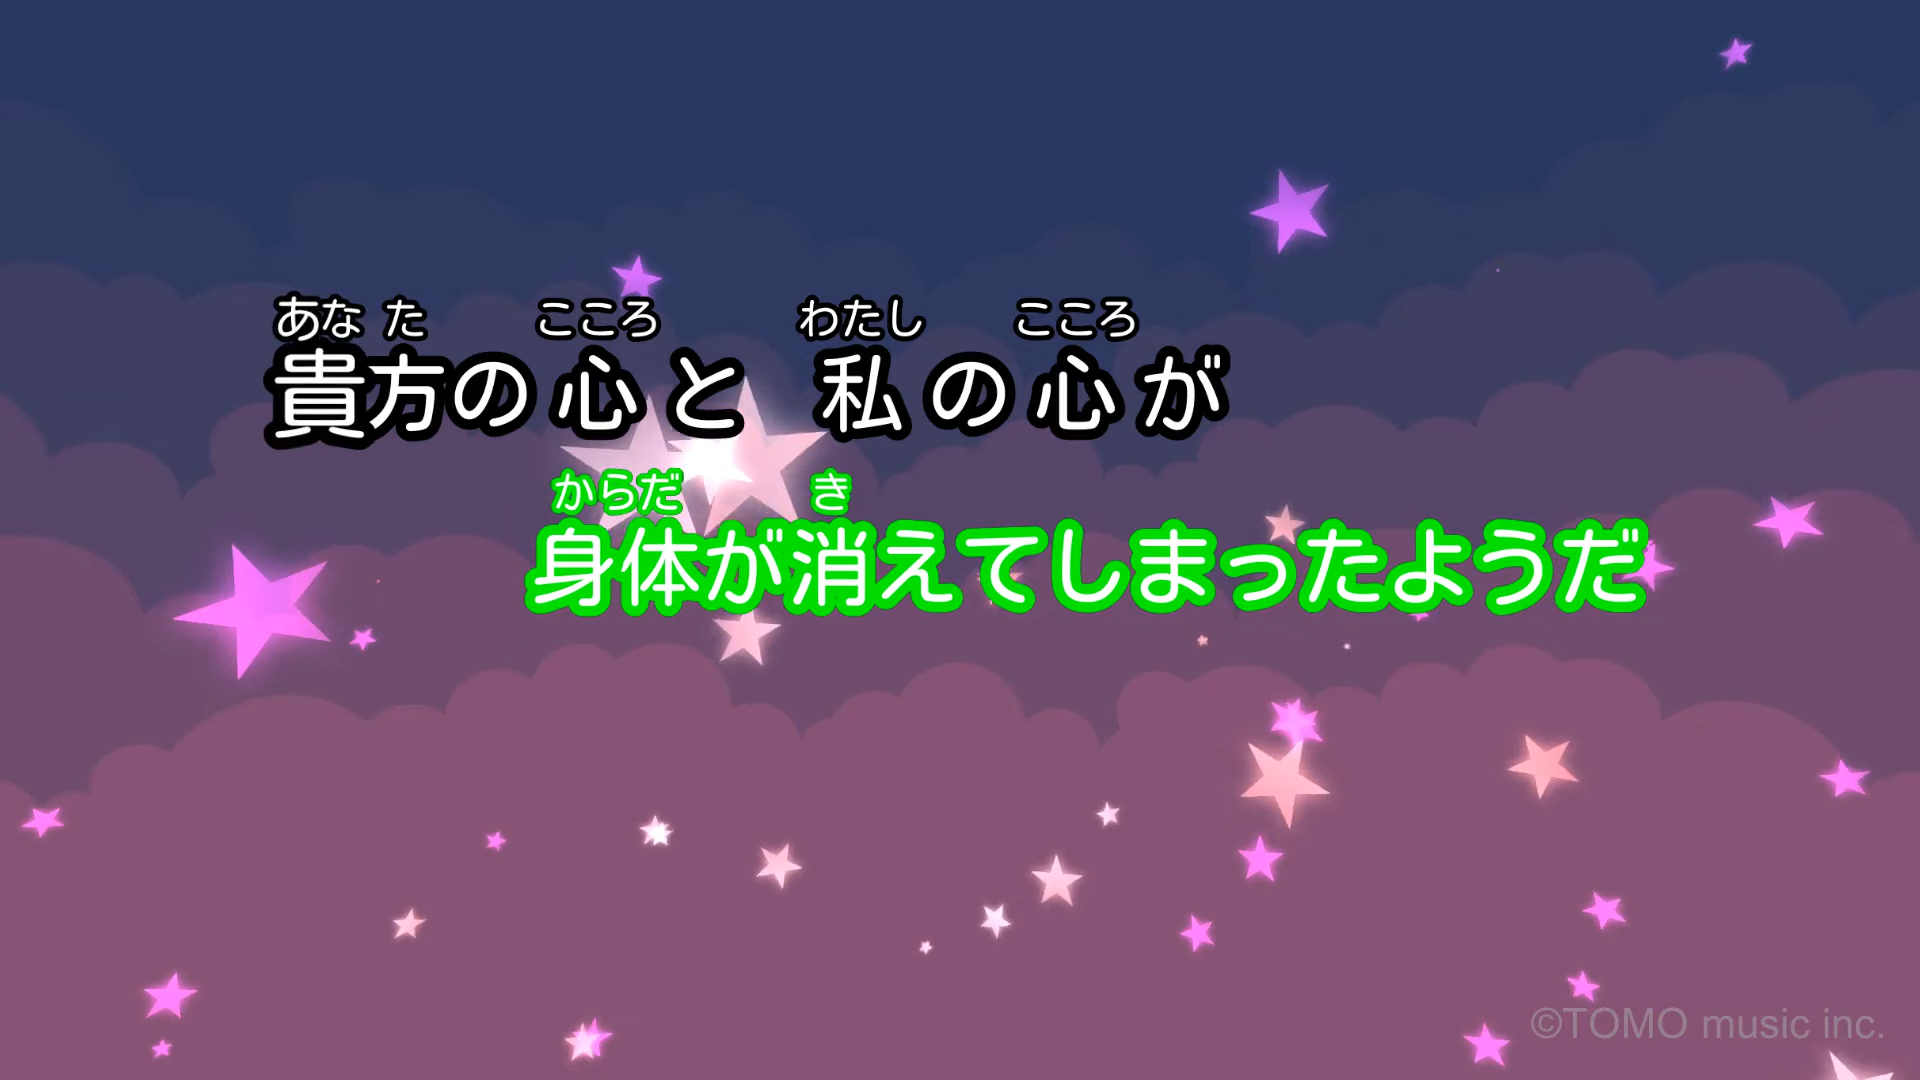 あなた こころ わたし こころ
貴方の心と 私の心が
からだ き
身体が消えてしまったようだ
©TOMO music inc.